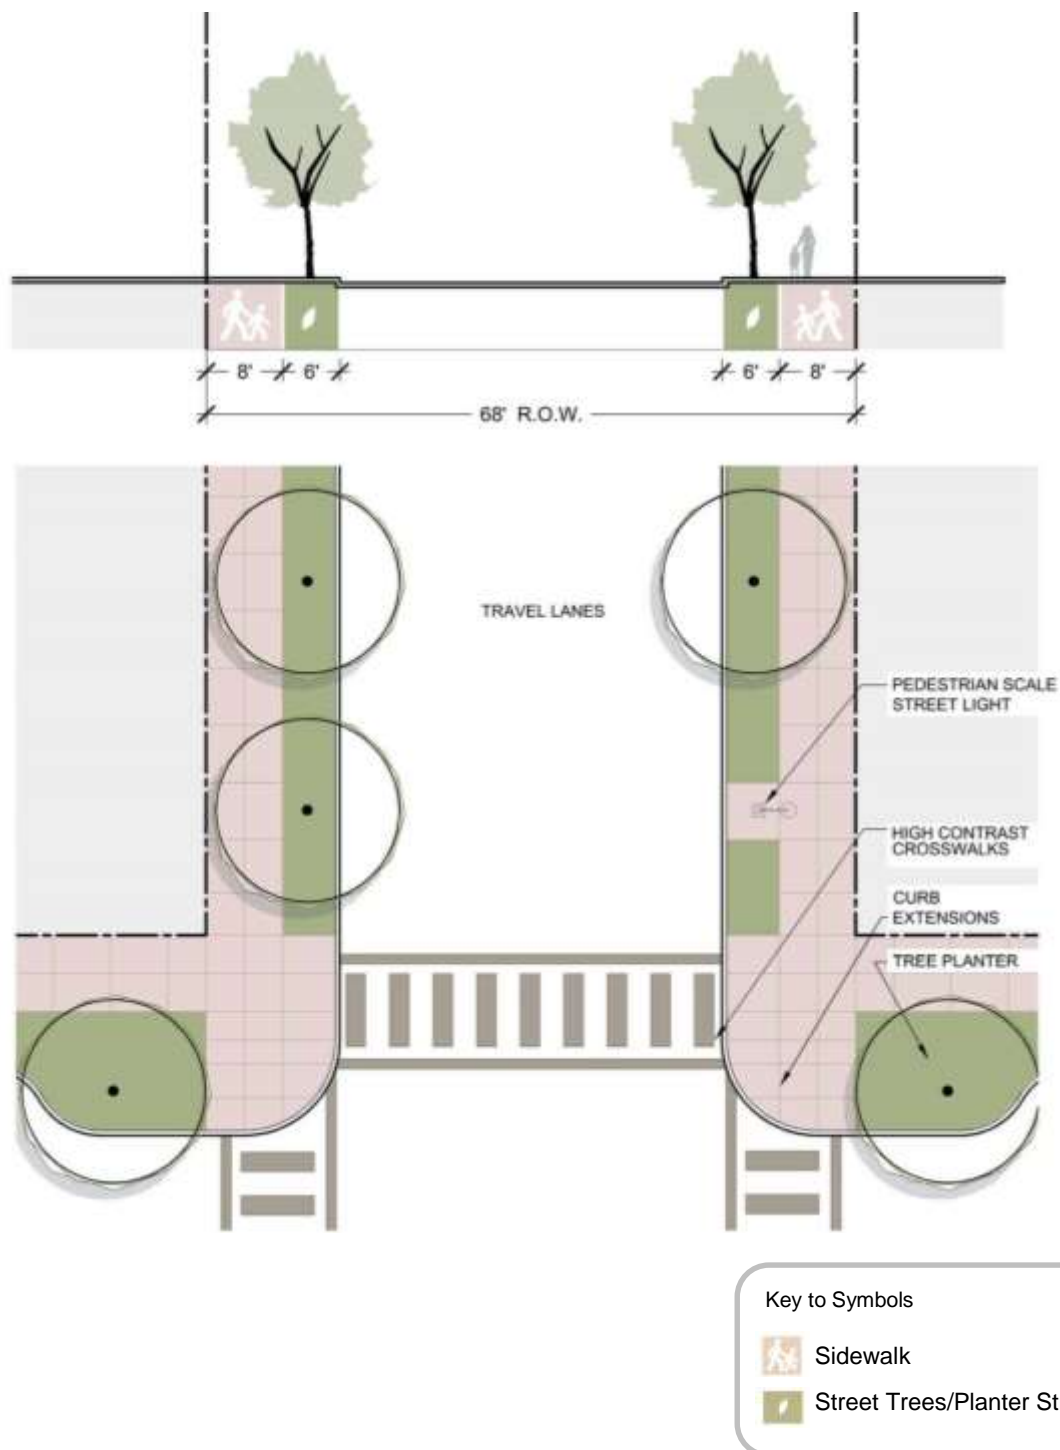 8' 6' 6' 8'
68' R.O.W.
TRAVEL LANES
PEDESTRIAN SCALE
STREET LIGHT
HIGH CONTRAST
CROSSWALKS
CURB
EXTENSIONS
TREE PLANTER
Key to Symbols
Sidewalk
Street Trees/Planter St